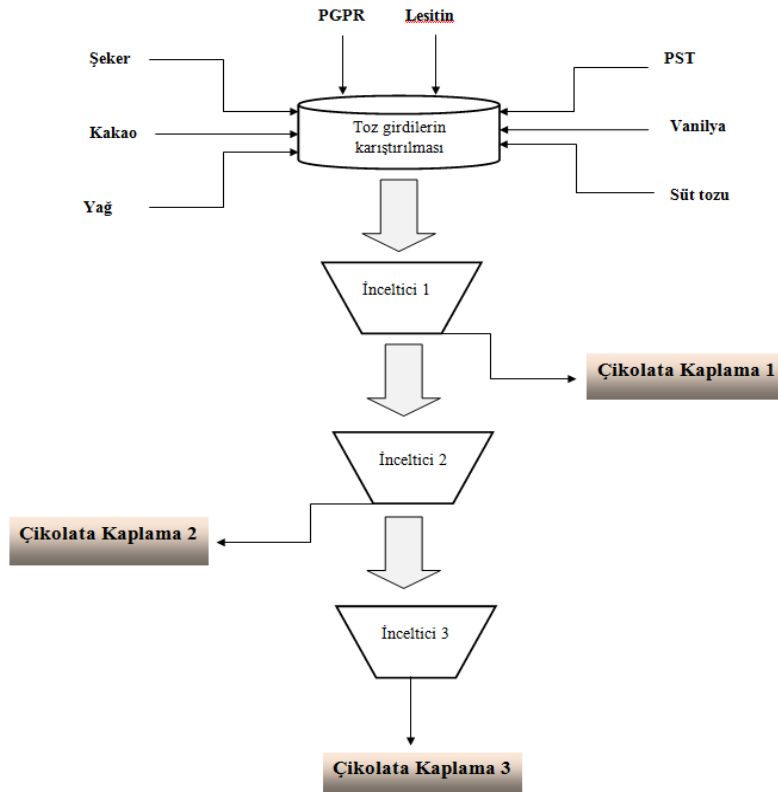 PGPR
Lesitin
Şeker
PST
Kakao
Toz girdilerin
karıştırılması
Vanilya
Yağ
Süt tozu
İnceltici 1
Çikolata Kaplama 1
İnceltici 2
Çikolata Kaplama 2
İnceltici 3
Çikolata Kaplama 3